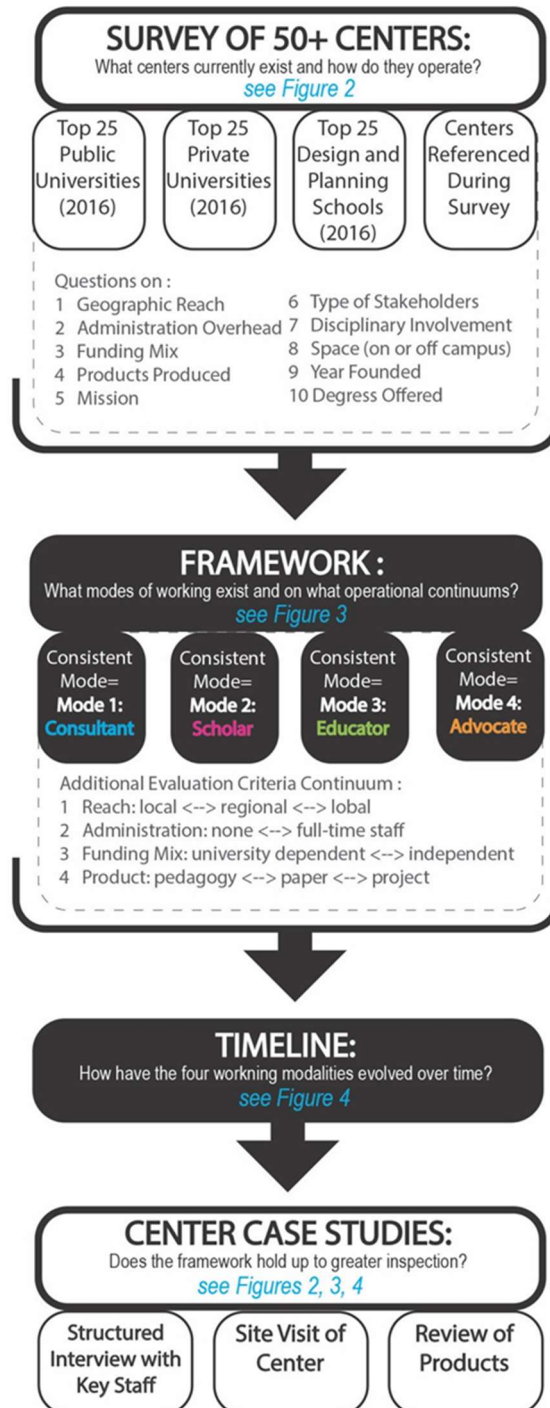 SURVEY OF 50+ CENTERS:
What centers currently exist and how do they operate?
see Figure 2
Top 25
Public
Universities
(2016)
Top 25
Private
Universities
(2016)
Top 25
Design and
Planning
Schools
(2016)
Centers
Referenced
During
Survey
Questions on :
1 Geographic Reach
2 Administration Overhead
3 Funding Mix
4 Products Produced
5 Mission
6 Type of Stakeholders
7 Disciplinary Involvement
8 Space (on or off campus)
9 Year Founded
10 Degress Offered
FRAMEWORK :
What modes of working exist and on what operational continuums?
see Figure 3
Consistent
Mode=
Mode 1:
Consultant
Consistent
Mode=
Mode 2:
Scholar
Consistent
Mode=
Mode 3:
Educator
Consistent
Mode=
Mode 4:
Advocate
Additional Evaluation Criteria Continuum :
1 Reach: local <--> regional <--> lobal
2 Administration: none <--> full-time staff
3 Funding Mix: university dependent <--> independent
4 Product: pedagogy <--> paper <--> project
TIMELINE:
How have the four workning modalities evolved over time?
see Figure 4
CENTER CASE STUDIES:
Does the framework hold up to greater inspection?
see Figures 2, 3, 4
Structured
Interview with
Key Staff
Site Visit of
Center
Review of
Products